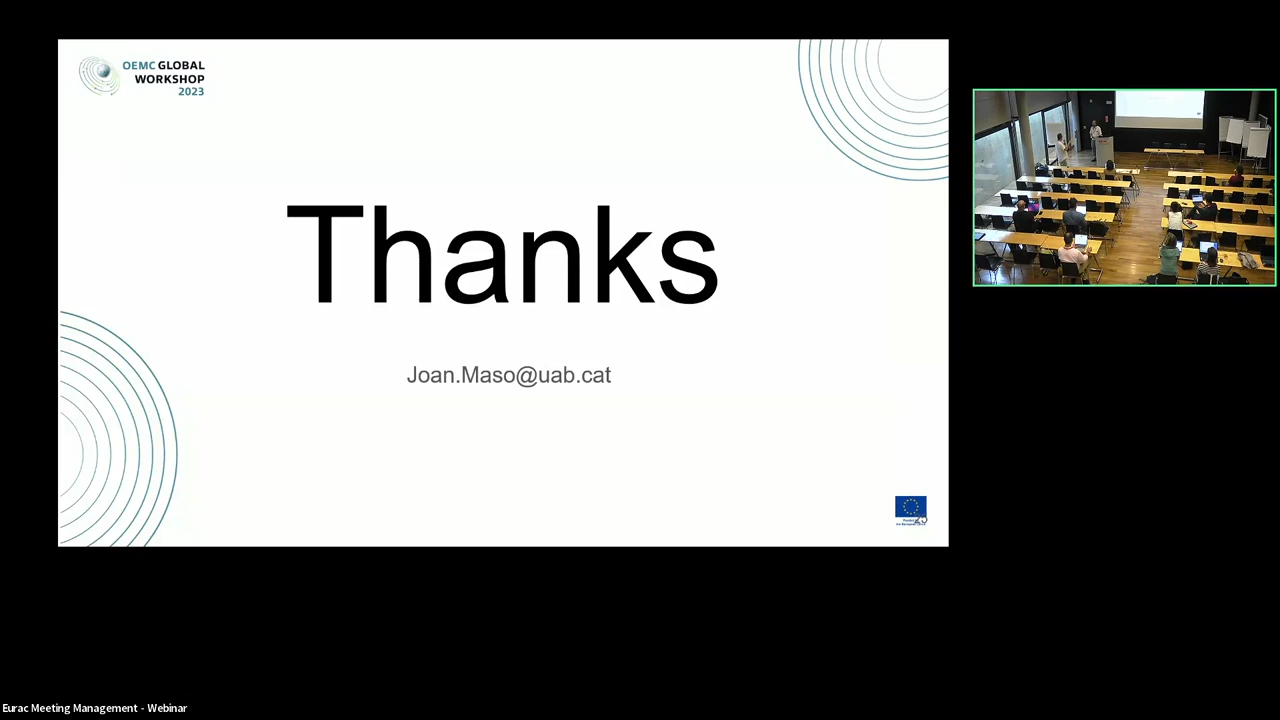 OEMC GLOBAL
WORKSHOP
2023
Thanks
Joan.Maso@uab.cat
Eurac Meeting Management - Webinar